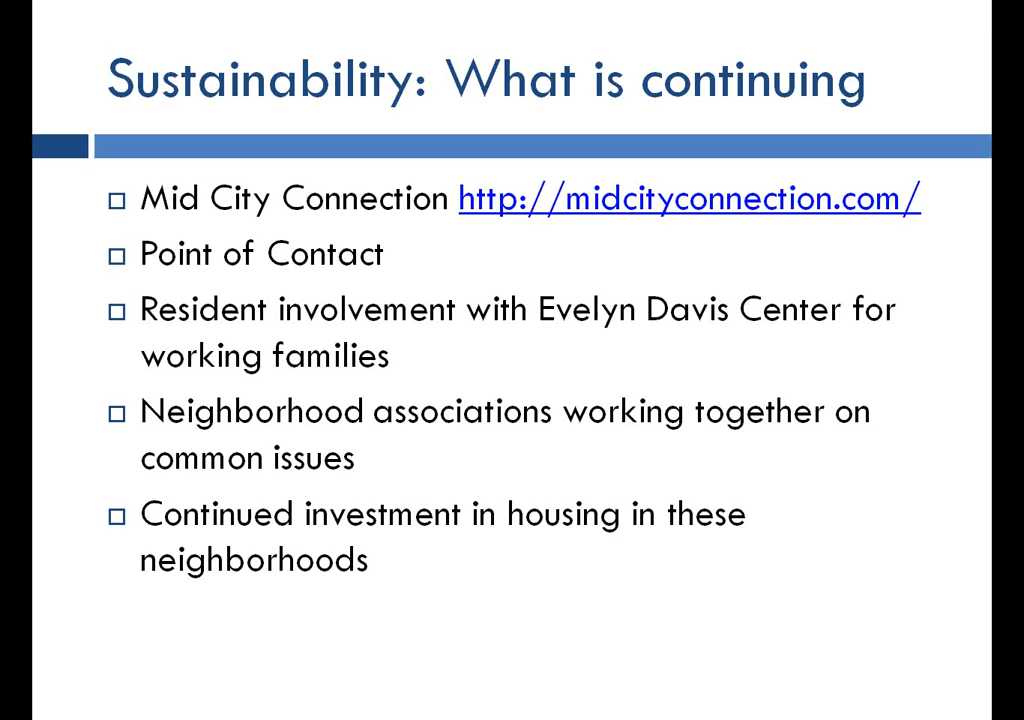 Sustainability: What is continuing
Mid City Connection http://midcityconnection.com/
Point of Contact
Resident involvement with Evelyn Davis Center for
working families
Neighborhood associations working together on
common issues
Continued investment in housing in these
neighborhoods